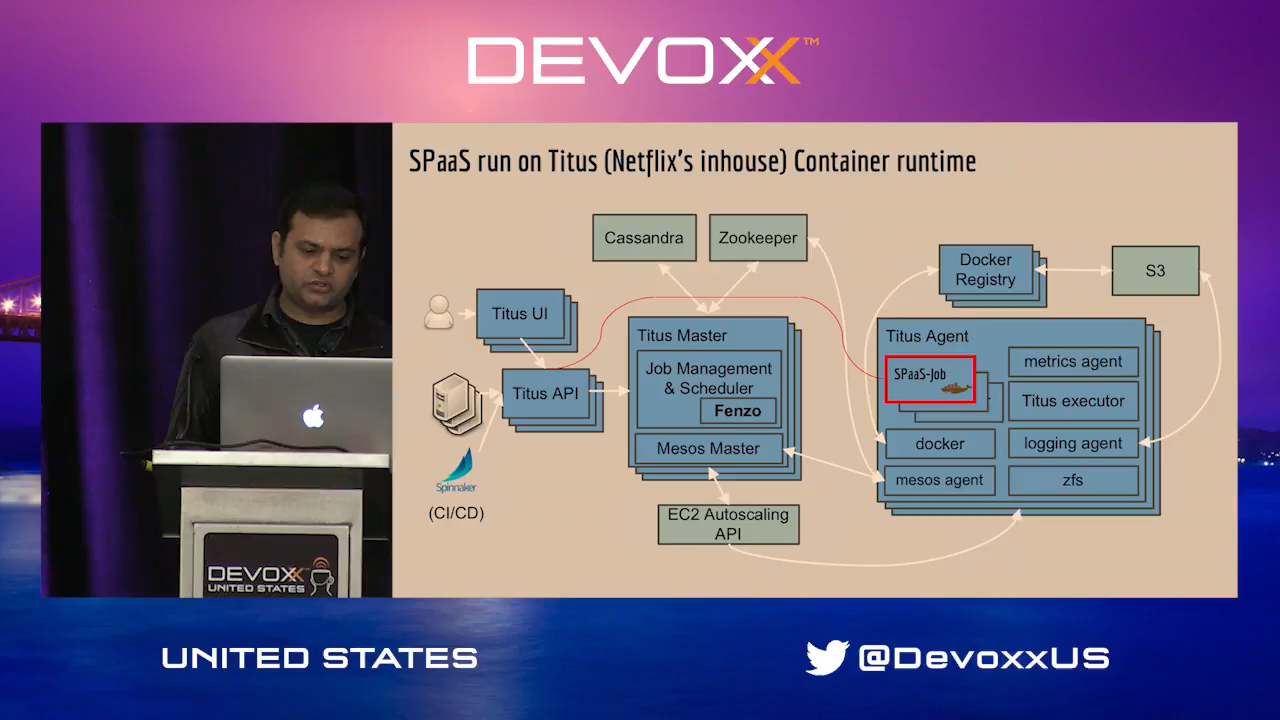 DEVOXX™
SPaaS run on Titus (Netflix's inhouse) Container runtime
Cassandra
Zookeeper
Docker
Registry
S3
Titus UI
Titus Master
Titus Agent
Job Management
& Scheduler
Fenzo
SPaaS-Job
metrics agent
Titus API
Titus executor
Mesos Master
docker
logging agent
mesos agent
zfs
Spinnaker
(CI/CD)
EC2 Autoscaling
API
DEVOXX
UNITED STATES
UNITED STATES
@DevoxxUS